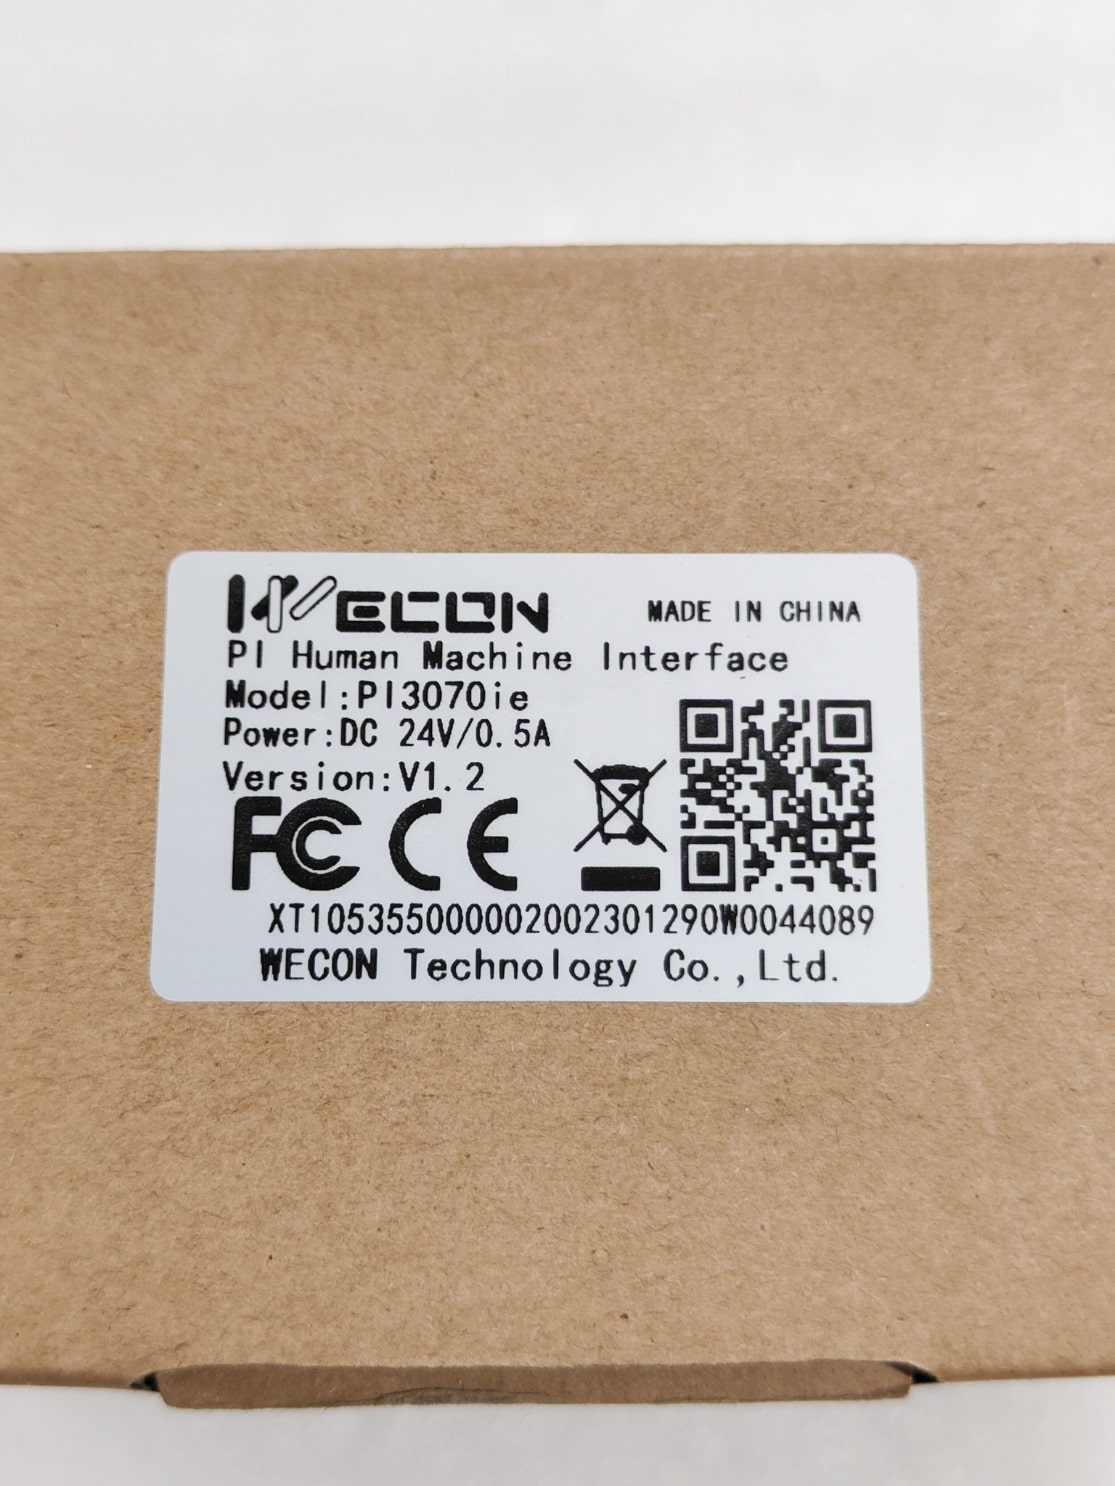 WECON
MADE IN CHINA
PI Human Machine Interface
Model:PI3070ie
Power:DC 24V/0.5A
Version:V1.2
FC CE
XT105355000002002301290W0044089
WECON Technology Co.,Ltd.